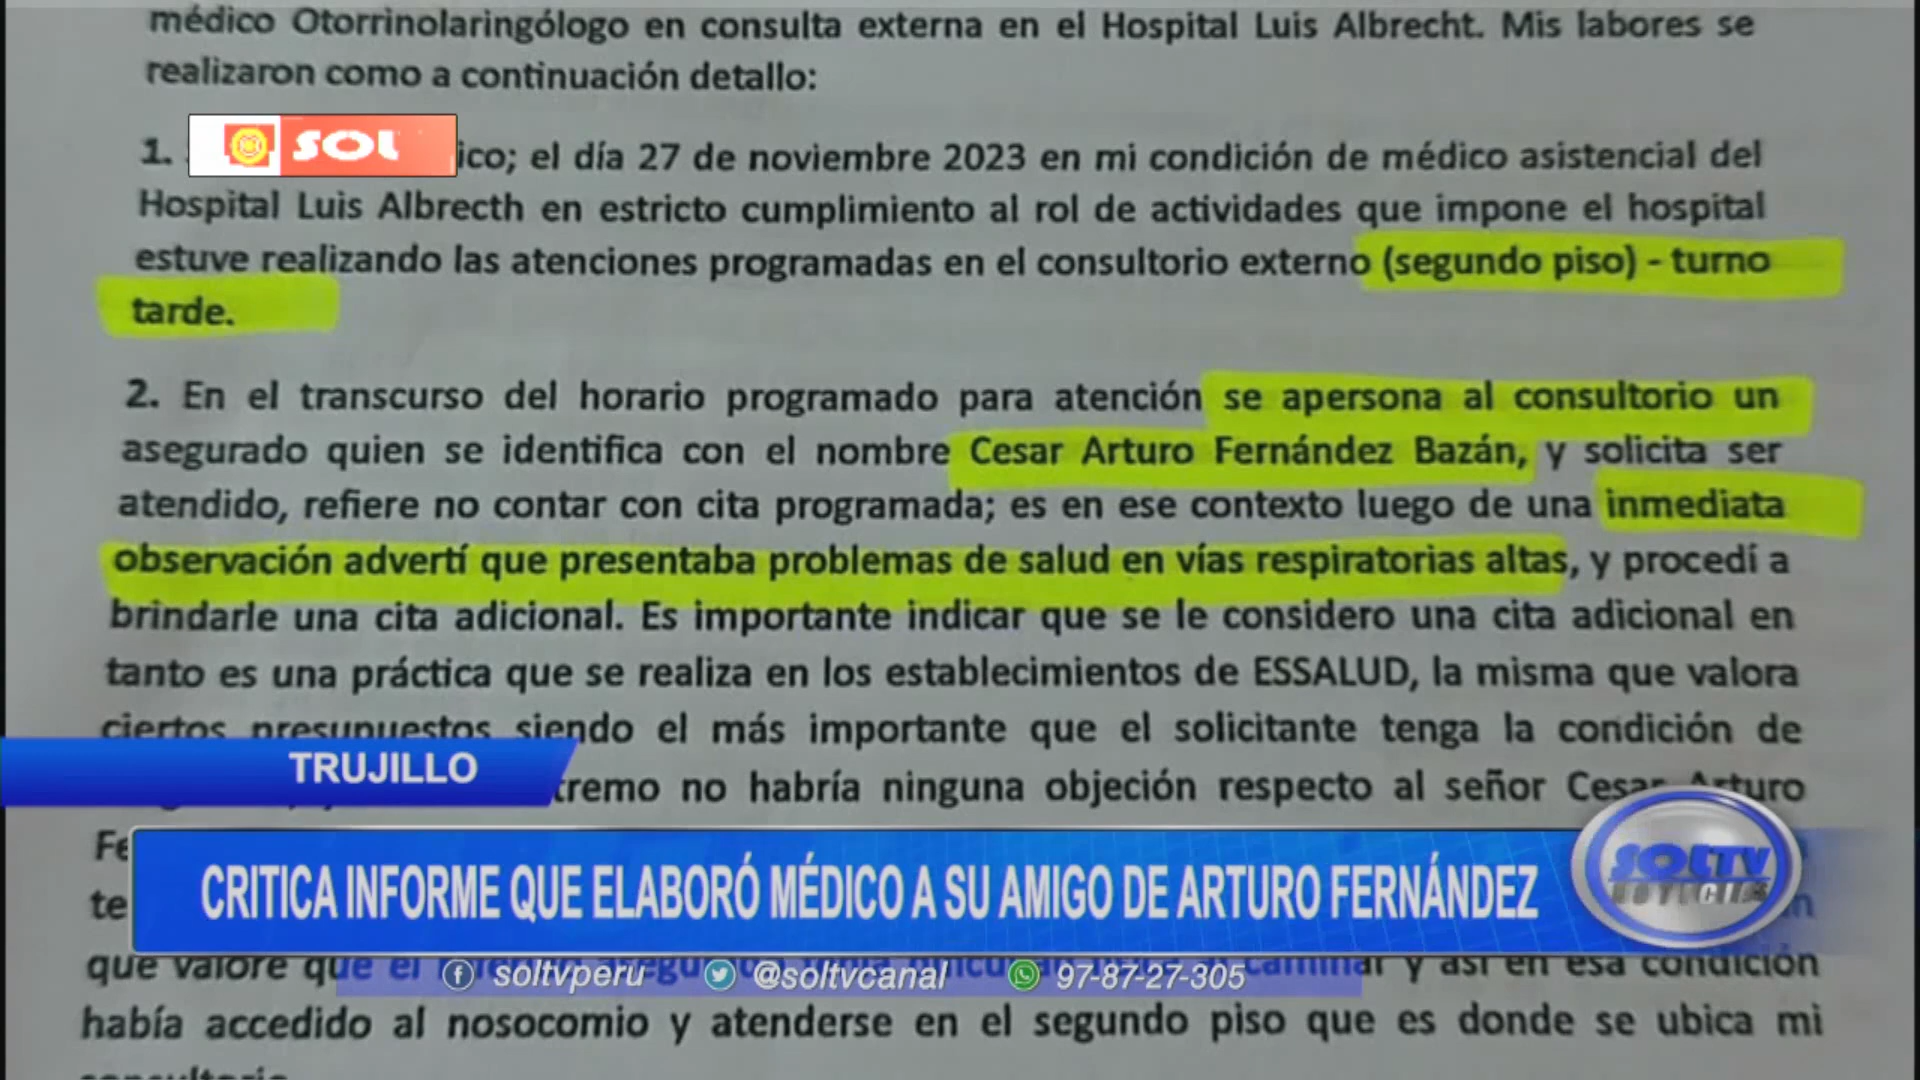 médico Otorrinolaringólogo en consulta externa en el Hospital Luis Albrecht. Mis labores se
realizaron como a continuación detallo:
SOL
1. ico; el día 27 de noviembre 2023 en mi condición de médico asistencial del
Hospital Luis Albrecth en estricto cumplimiento al rol de actividades que impone el hospital
estuve realizando las atenciones programadas en el consultorio externo (segundo piso) - turno
tarde.
2. En el transcurso del horario programado para atención se apersona al consultorio un
asegurado quien se identifica con el nombre Cesar Arturo Fernández Bazán, y solicita ser
atendido, refiere no contar con cita programada; es en ese contexto luego de una inmediata
observación advertí que presentaba problemas de salud en vías respiratorias altas, y procedí a
brindarle una cita adicional. Es importante indicar que se le considero una cita adicional en
tanto es una práctica que se realiza en los establecimientos de ESSALUD, la misma que valora
ciertos presupuestos siendo el más importante que el solicitante tenga la condición de
TRUJILLO
tremo no habría ninguna objeción respecto al señor Cesar Arturo
Fe
CRITICA INFORME QUE ELABORÓ MÉDICO A SU AMIGO DE ARTURO FERNÁNDEZ
SOLTV
NOTICIAS
te
que valore que el
caminar y así en esa condición
soltvperu @soltvcanal 97-87-27-305
había accedido al nosocomio y atenderse en el segundo piso que es donde se ubica mi